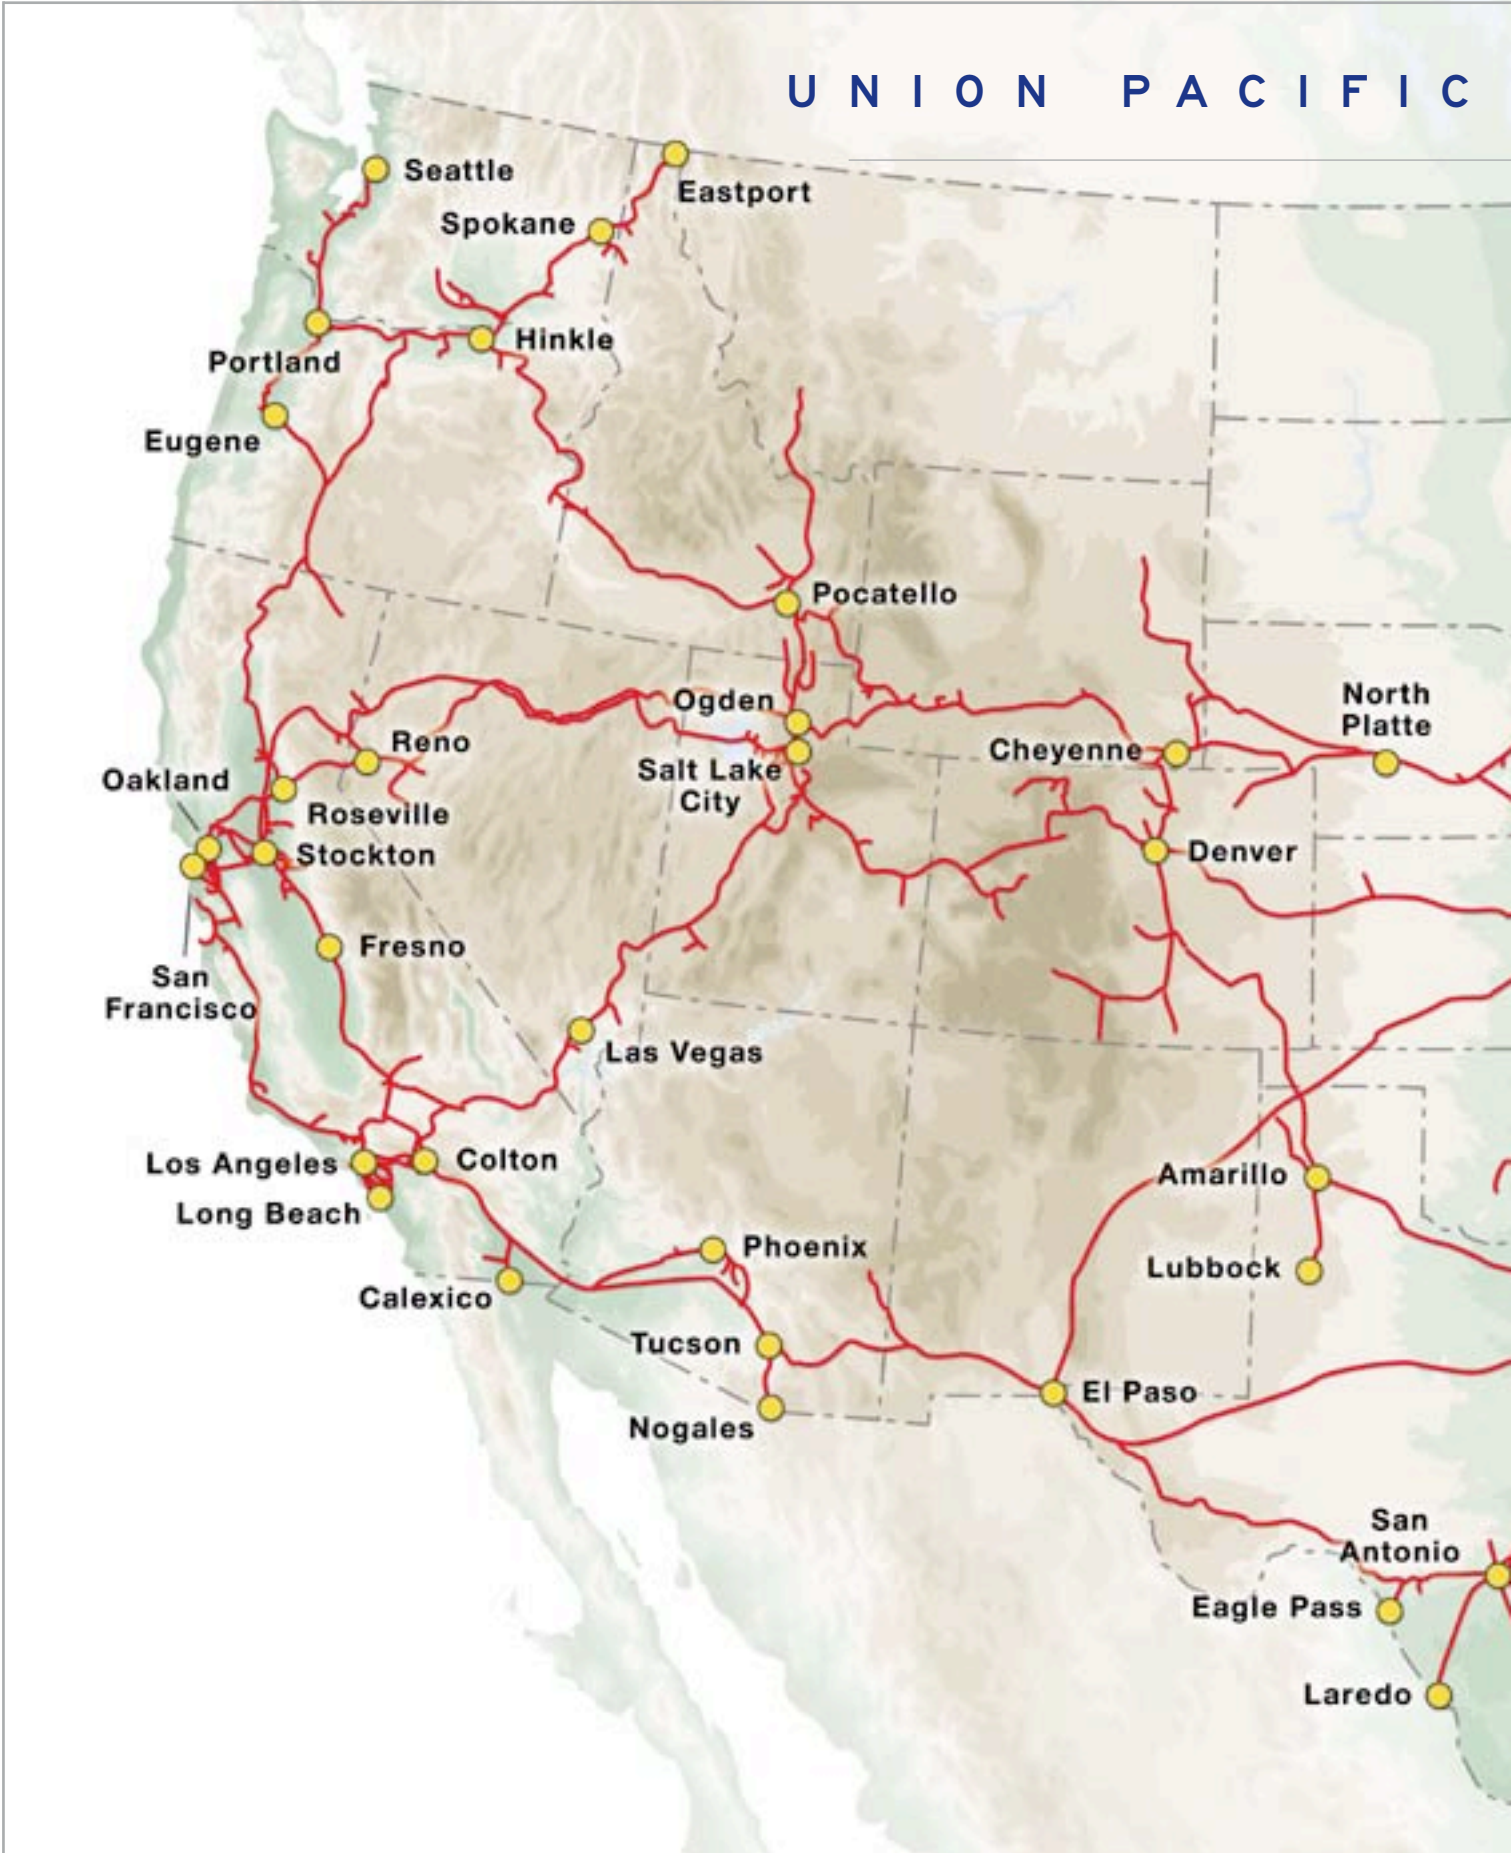 UNION PACIFIC
Seattle
Eastport
Spokane
Hinkle
Portland
Eugene
Pocatello
Ogden
North
Platte
Reno
Cheyenne
Oakland
Salt Lake
City
Roseville
Stockton
Denver
Fresno
San
Francisco
Las Vegas
Los Angeles
Colton
Amarillo
Long Beach
Phoenix
Lubbock
Calexico
Tucson
El Paso
Nogales
San
Antonio
Eagle Pass
Laredo